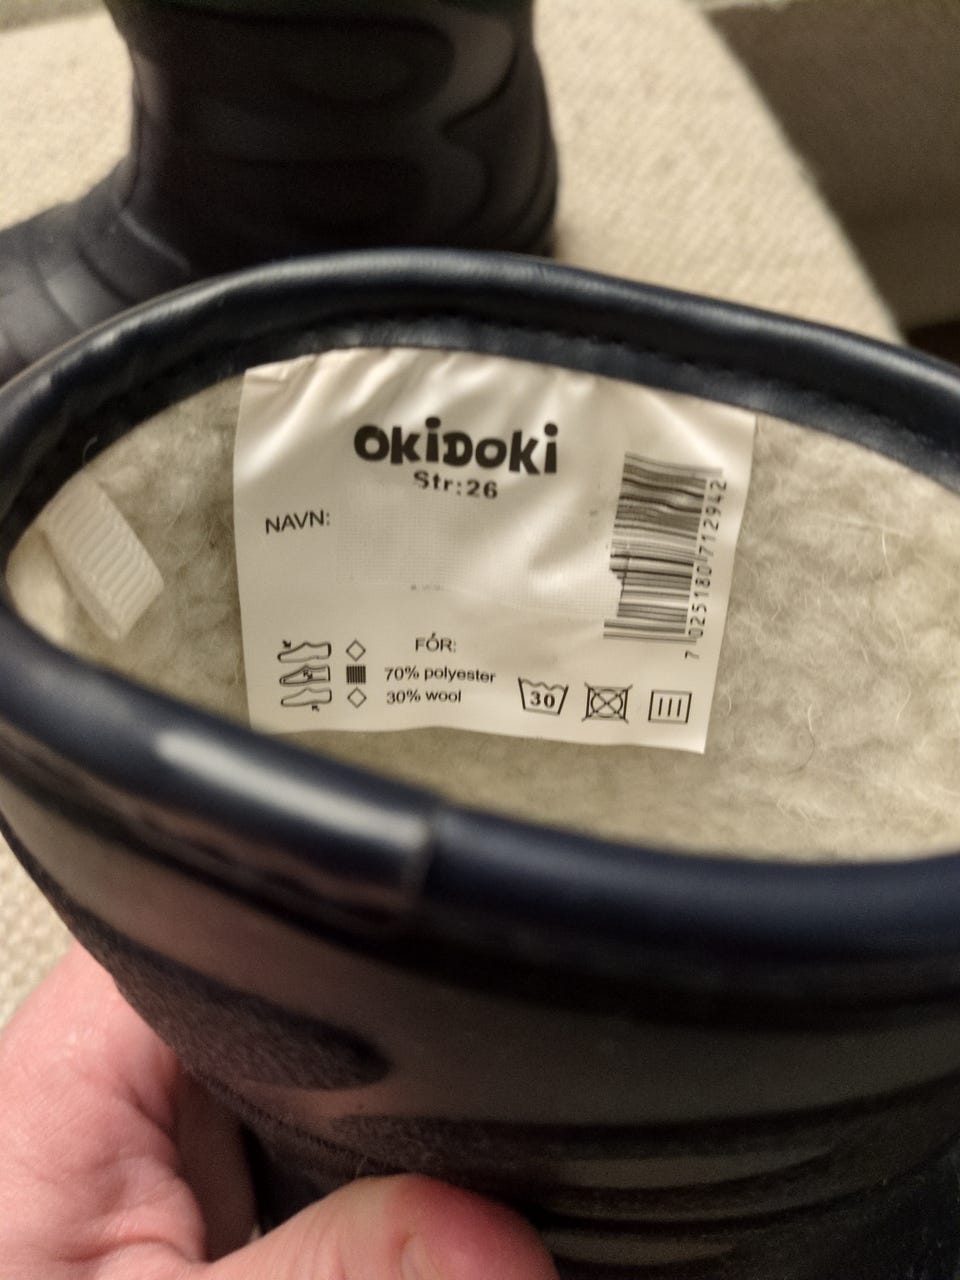 OKiDOKi
Str:26
NAVN:
FÓR:
70% polyester
30% wool
30
7 025180 712942